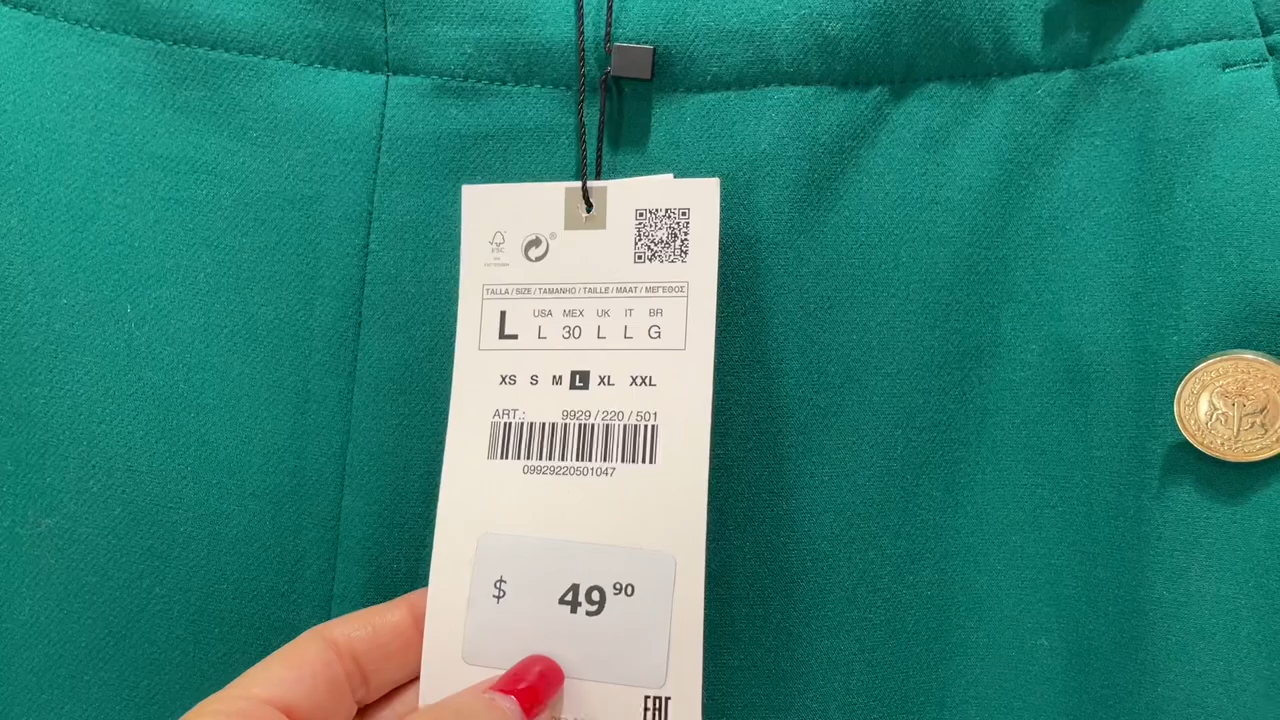 ®
FSC
TALLA / SIZE / TAMANHO / TAILLE / MAAT / ΜΕΓΕΘΟΣ
L
USA MEX UK IT BR
L 30 L L G
XS S M L XL XXL
ART.: 9929 / 220 / 501
09929220501047
$ 49 90
EAC